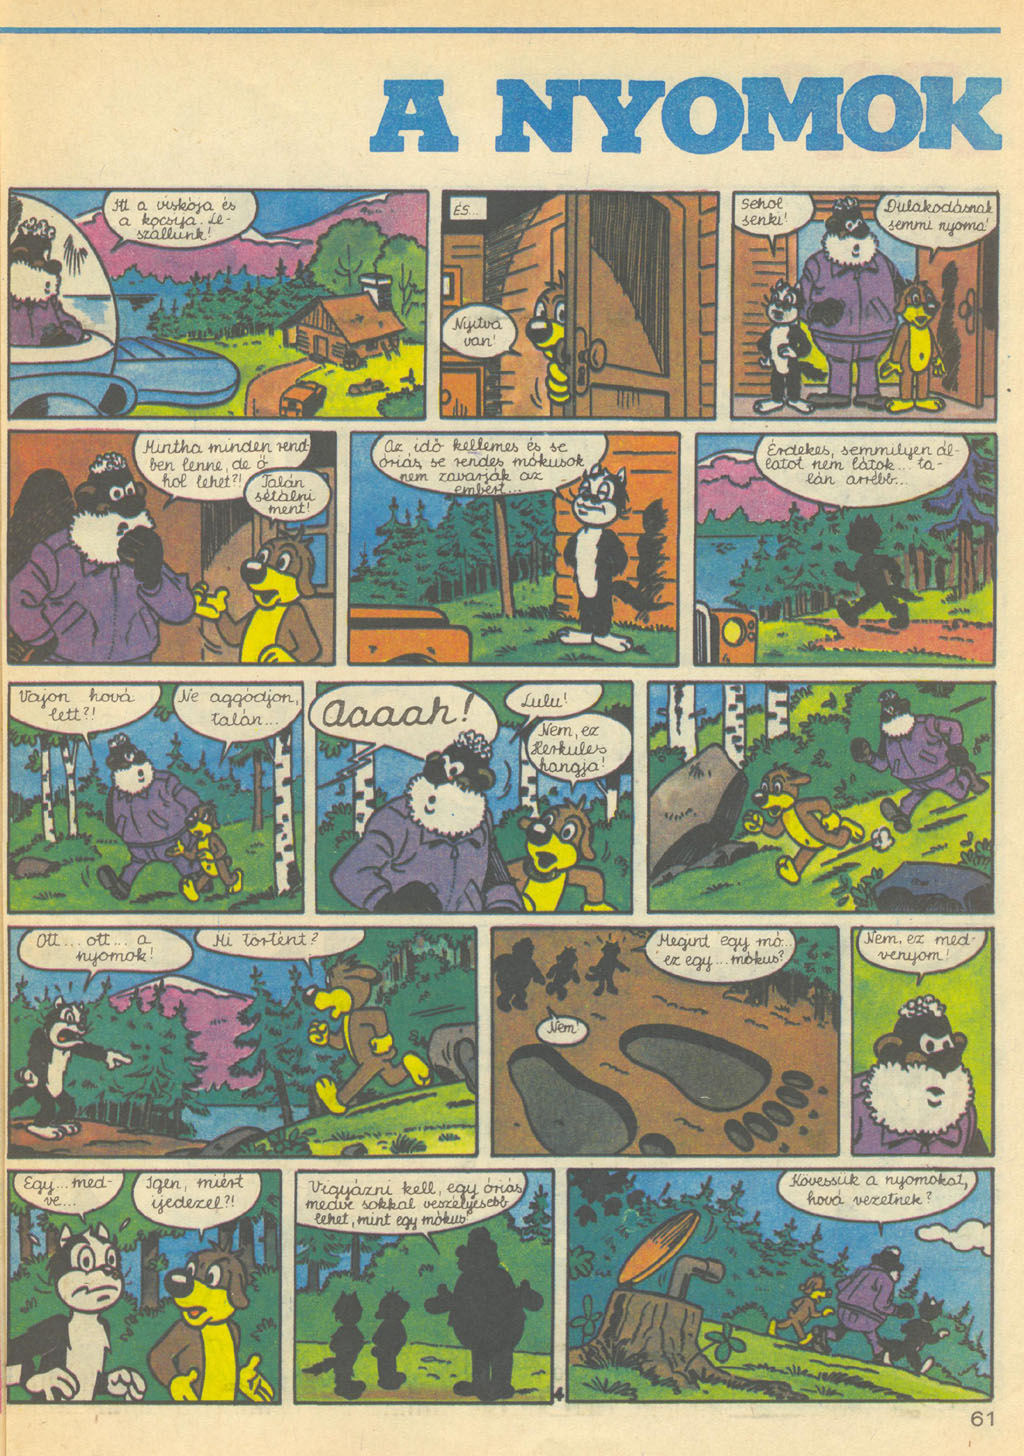 A NYOMOK
Itt a viskója és
a kocsija. Le-
szállunk!
ÉS...
Nyitva
van!
Sehol
senki!
Dulakodásnak
semmi nyoma!
Mintha minden rend-
ben lenne, de ő
hol lehet?!
Talán
sétálni
ment!
Az idő kellemes és se
óriás, se rendes mókusok
nem zavarják az
embert...
Érdekes, semmilyen ál-
latot nem látok... ta-
lán arrébb...
Vajon hová
lett?!
Ne aggódjon,
talán...
Aaaah!
Lulu!
Nem, ez
Herkules
hangja!
Ott... ott... a
nyomok!
Mi történt?
Megint egy mó...
ez egy... mókus?
Nem!
Nem, ez med-
venyom!
Egy... med-
ve...
Igen, miért
ijedezel?!
Vigyázni kell, egy óriás
medve sokkal veszélyesebb
lehet, mint egy mókus.
Kövessük a nyomokat,
hová vezetnek?
61